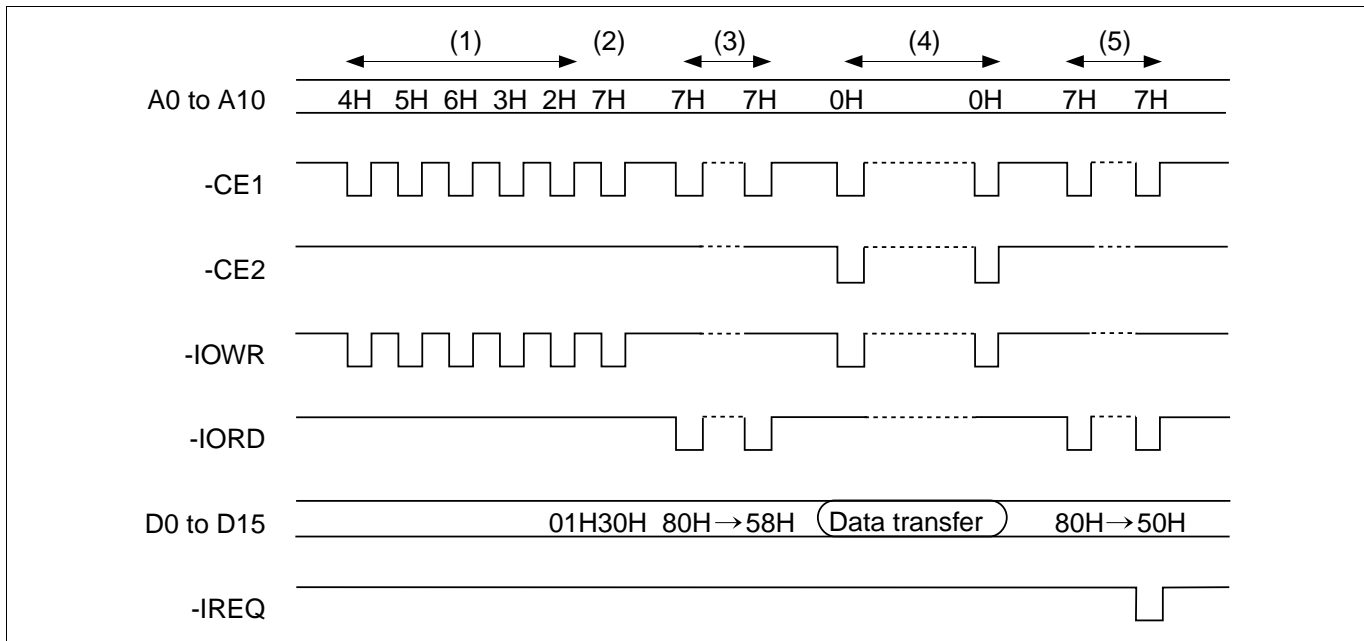 (1) (2) (3) (4) (5)
A0 to A10 4H 5H 6H 3H 2H 7H 7H 7H 0H 0H 7H 7H
-CE1
-CE2
-IOWR
-IORD
D0 to D15 01H30H 80H→58H Data transfer 80H→50H
-IREQ